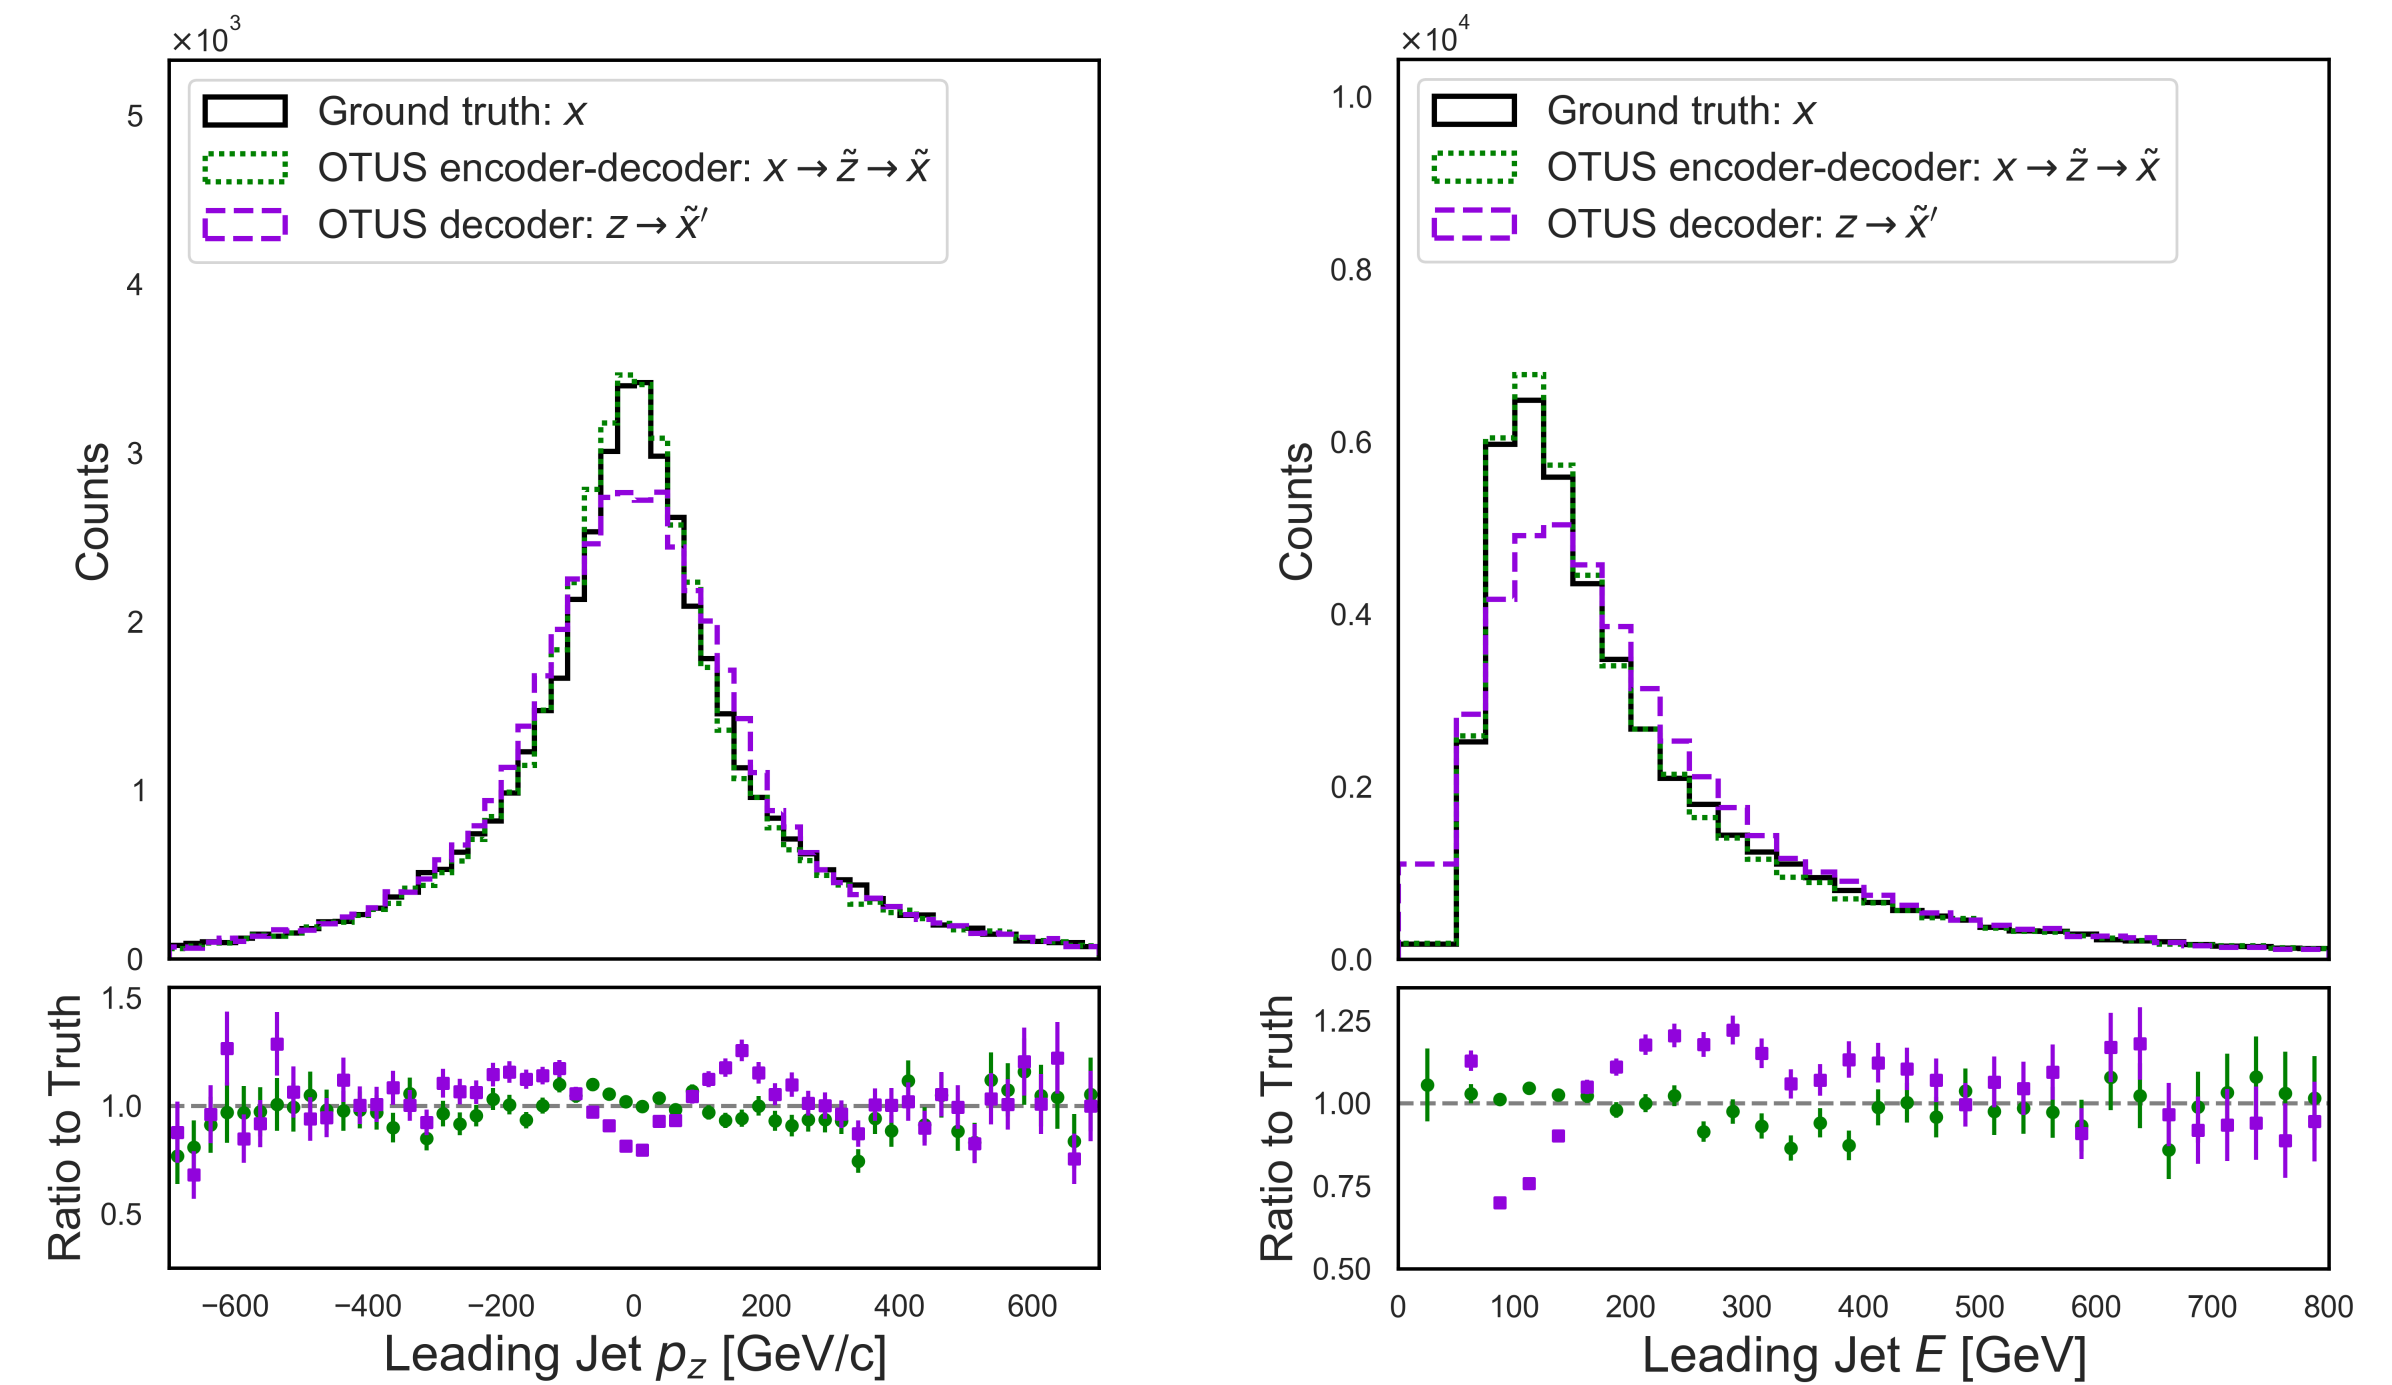 ×10³
5
4
3
2
1
0
Counts
Ground truth: x
OTUS encoder-decoder: x → z̃ → x̃
OTUS decoder: z → x̃′
1.5
1.0
0.5
Ratio to Truth
−600 −400 −200 0 200 400 600
Leading Jet p_z [GeV/c]
×10⁴
1.0
0.8
0.6
0.4
0.2
0.0
Counts
Ground truth: x
OTUS encoder-decoder: x → z̃ → x̃
OTUS decoder: z → x̃′
1.25
1.00
0.75
0.50
Ratio to Truth
0 100 200 300 400 500 600 700 800
Leading Jet E [GeV]